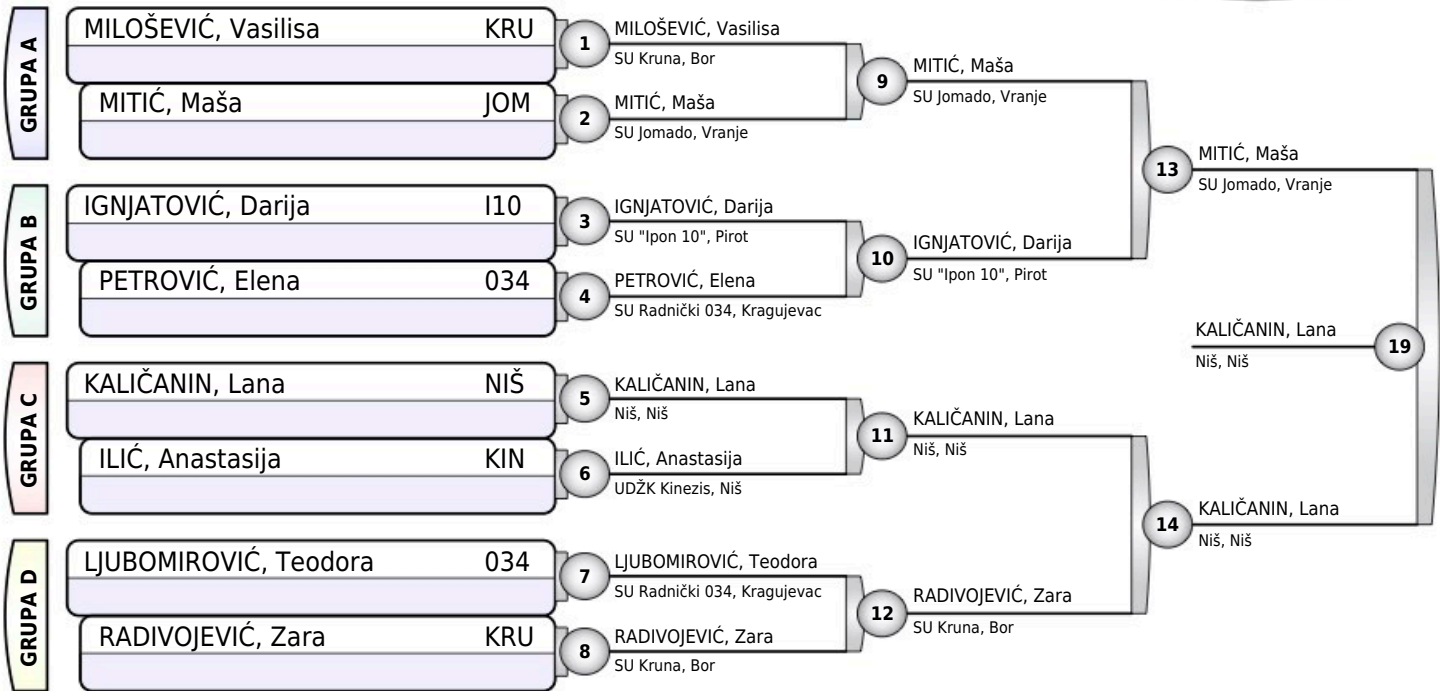 GRUPA A
MILOŠEVIĆ, Vasilisa KRU
MITIĆ, Maša JOM
GRUPA B
IGNJATOVIĆ, Darija I10
PETROVIĆ, Elena 034
GRUPA C
KALIČANIN, Lana NIŠ
ILIĆ, Anastasija KIN
GRUPA D
LJUBOMIROVIĆ, Teodora 034
RADIVOJEVIĆ, Zara KRU
1
MILOŠEVIĆ, Vasilisa
SU Kruna, Bor
2
MITIĆ, Maša
SU Jomado, Vranje
3
IGNJATOVIĆ, Darija
SU "Ipon 10", Pirot
4
PETROVIĆ, Elena
SU Radnički 034, Kragujevac
5
KALIČANIN, Lana
Niš, Niš
6
ILIĆ, Anastasija
UDŽK Kinezis, Niš
7
LJUBOMIROVIĆ, Teodora
SU Radnički 034, Kragujevac
8
RADIVOJEVIĆ, Zara
SU Kruna, Bor
9
MITIĆ, Maša
SU Jomado, Vranje
10
IGNJATOVIĆ, Darija
SU "Ipon 10", Pirot
11
KALIČANIN, Lana
Niš, Niš
12
RADIVOJEVIĆ, Zara
SU Kruna, Bor
13
MITIĆ, Maša
SU Jomado, Vranje
14
KALIČANIN, Lana
Niš, Niš
KALIČANIN, Lana
Niš, Niš
19